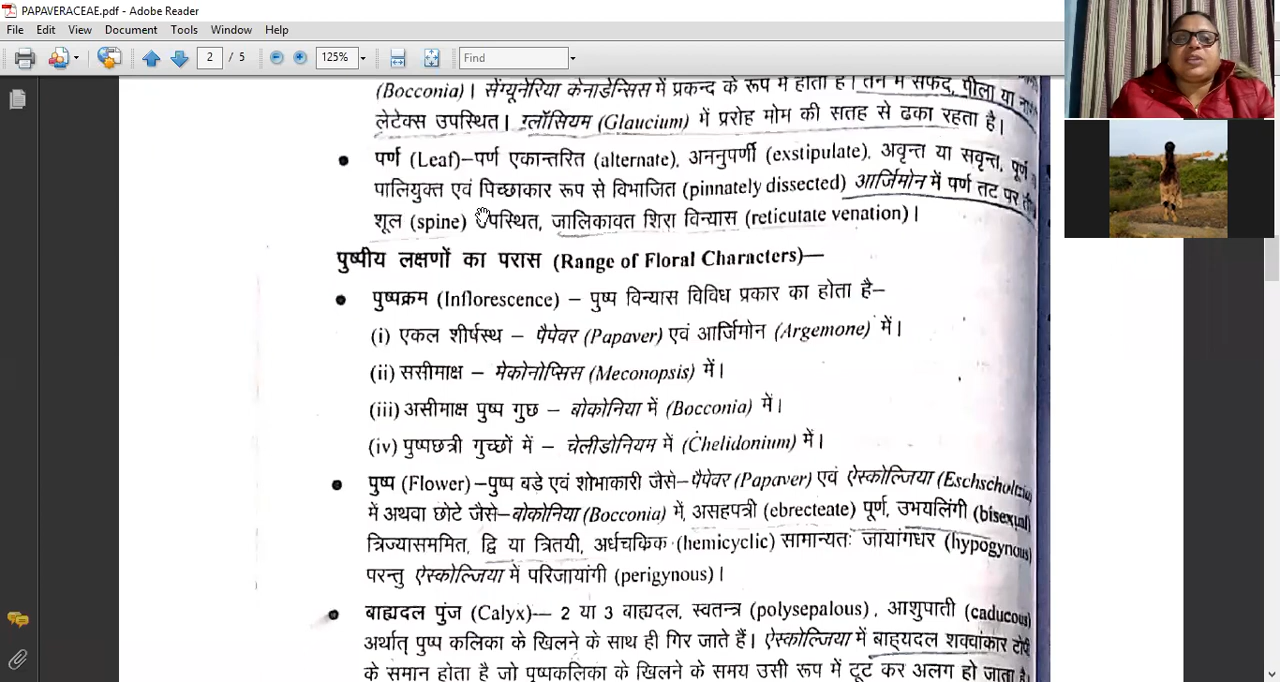 PAPAVERACEAE.pdf - Adobe Reader
File Edit View Document Tools Window Help
2 / 5 125% Find
(Bocconia)। सेंग्यूनेरिया केनाडेन्सिस में प्रकन्द के रूप में होता है। तने में सफेद, पीला या
लेटेक्स उपस्थित। ग्लॉसियम (Glaucium) में प्ररोह मोम की सतह से ढका रहता है।
• पर्ण (Leaf)–पर्ण एकान्तरित (alternate), अननुपर्णी (exstipulate), अवृन्त या सवृन्त, पूर्ण
पालियुक्त एवं पिच्छाकार रूप से विभाजित (pinnately dissected) आर्जिमोन में पर्ण तट पर
शूल (spine) उपस्थित, जालिकावत शिरा विन्यास (reticutate venation)।
पुष्पीय लक्षणों का परास (Range of Floral Characters)—
• पुष्पक्रम (Inflorescence) – पुष्प विन्यास विविध प्रकार का होता है–
(i) एकल शीर्षस्थ – पैपेवर (Papaver) एवं आर्जिमोन (Argemone) में।
(ii) ससीमाक्ष – मेकोनोप्सिस (Meconopsis) में।
(iii) असीमाक्ष पुष्प गुछ – बोकोनिया में (Bocconia) में।
(iv) पुष्पछत्री गुच्छों में – चेलीडोनियम में (Chelidonium) में।
• पुष्प (Flower)–पुष्प बड़े एवं शोभाकारी जैसे–पैपेवर (Papaver) एवं ऐस्कोल्जिया (Eschscholtzia)
में अथवा छोटे जैसे–बोकोनिया (Bocconia) में, असहपत्री (ebrecteate) पूर्ण, उभयलिंगी (bisexual)
त्रिज्यासममित, द्वि या त्रितयी, अर्धचक्रिक (hemicyclic) सामान्यतः जायांगधर (hypogynous)
परन्तु ऐस्कोल्जिया में परिजायांगी (perigynous)।
• बाह्यदल पुंज (Calyx)— 2 या 3 बाह्यदल, स्वतन्त्र (polysepalous), आशुपाती (caducous)
अर्थात् पुष्प कलिका के खिलने के साथ ही गिर जाते हैं। ऐस्कोल्जिया में बाह्यदल शक्वांकार टोपी
के समान होता है जो पुष्पकलिका के खिलने के समय उसी रूप में टूट कर अलग हो जाता है।